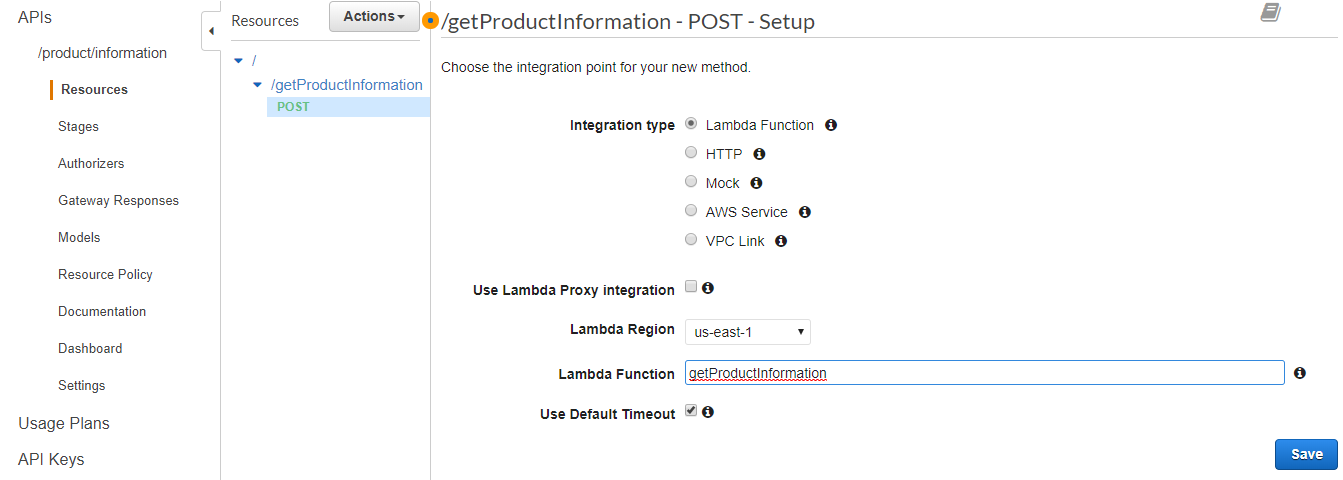 APIs
/product/information
Resources
Stages
Authorizers
Gateway Responses
Models
Resource Policy
Documentation
Dashboard
Settings
Usage Plans
API Keys
Resources
Actions
/
/getProductInformation
POST
/getProductInformation - POST - Setup
Choose the integration point for your new method.
Integration type
Lambda Function
HTTP
Mock
AWS Service
VPC Link
Use Lambda Proxy integration
Lambda Region us-east-1
Lambda Function getProductInformation
Use Default Timeout
Save